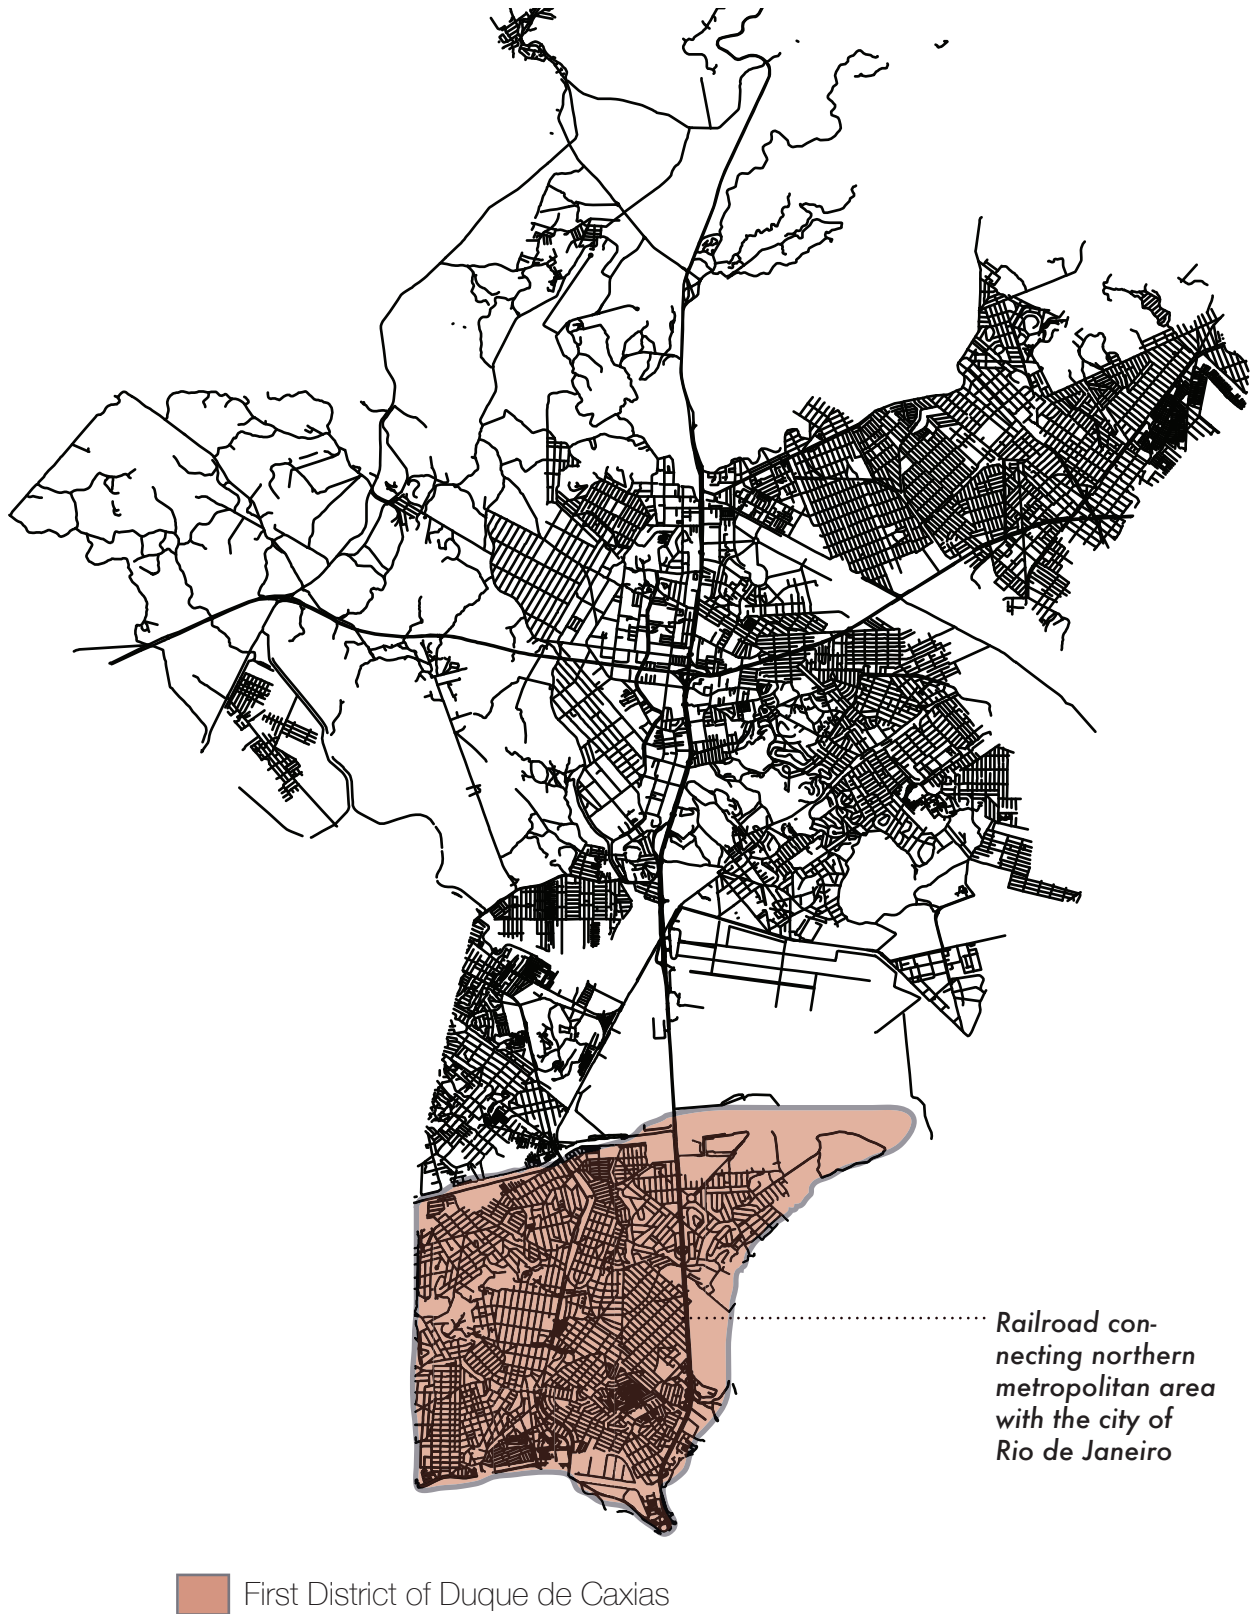 Railroad con-
necting northern
metropolitan area
with the city of
Rio de Janeiro
First District of Duque de Caxias